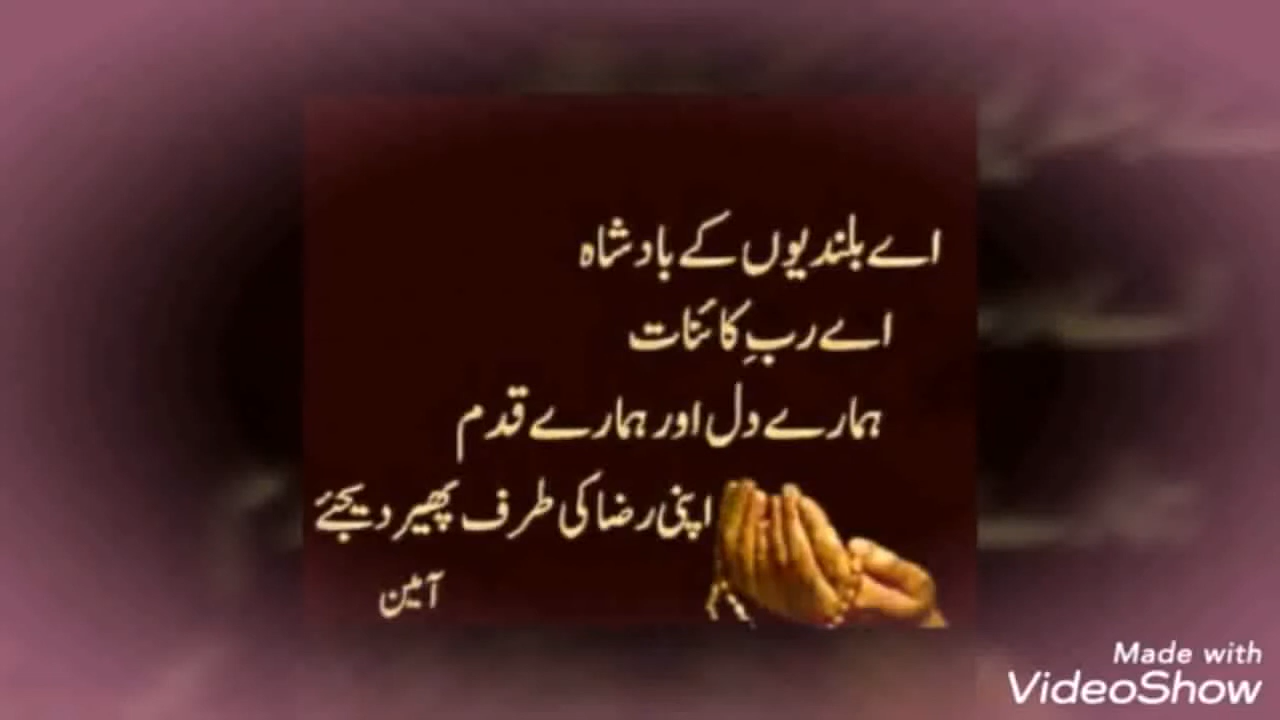 اے بلندیوں کے بادشاہ
اے ربِ کائنات
ہمارے دل اور ہمارے قدم
اپنی رضا کی طرف پھیر دیجئے
آمین
Made with
VideoShow